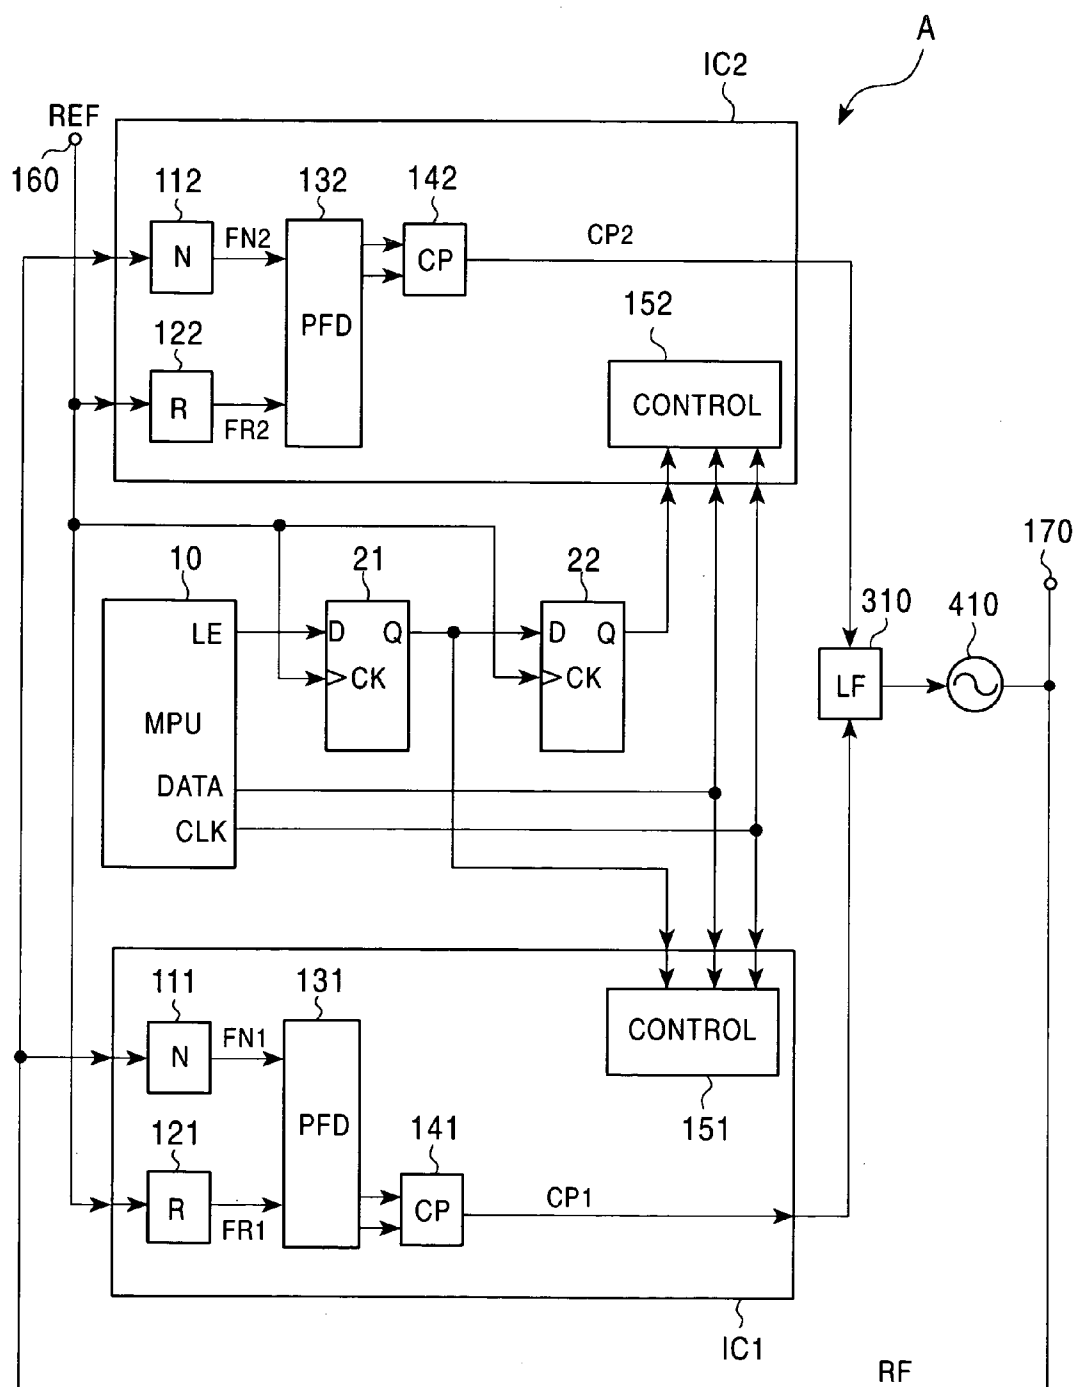 A
IC2
REF
160
112
132
142
N
FN2
CP
CP2
PFD
152
122
R
FR2
CONTROL
10
21
22
170
LE
D Q
D Q
310
410
CK
CK
LF
MPU
DATA
CLK
111
131
N
FN1
CONTROL
PFD
151
121
141
R
FR1
CP
CP1
IC1
RF